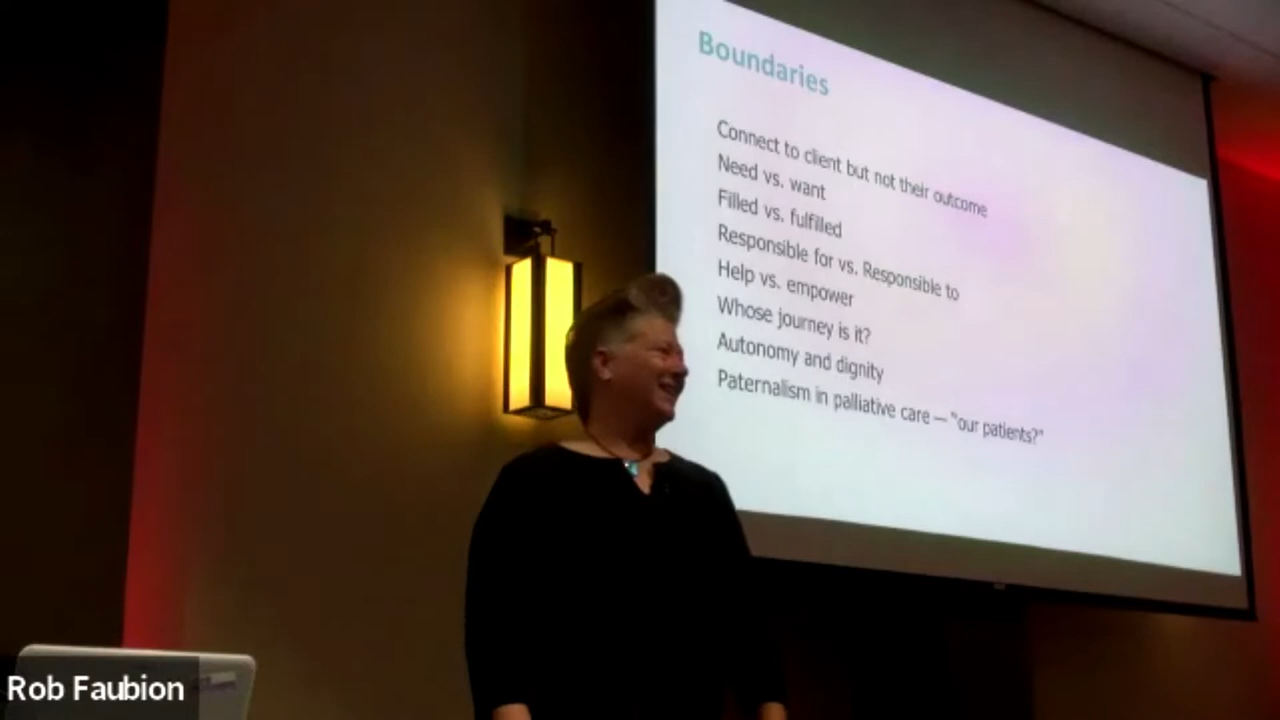 Boundaries
Connect to client but not their outcome
Need vs. want
Filled vs. fulfilled
Responsible for vs. Responsible to
Help vs. empower
Whose journey is it?
Autonomy and dignity
Paternalism in palliative care — "our patients?"
Rob Faubion